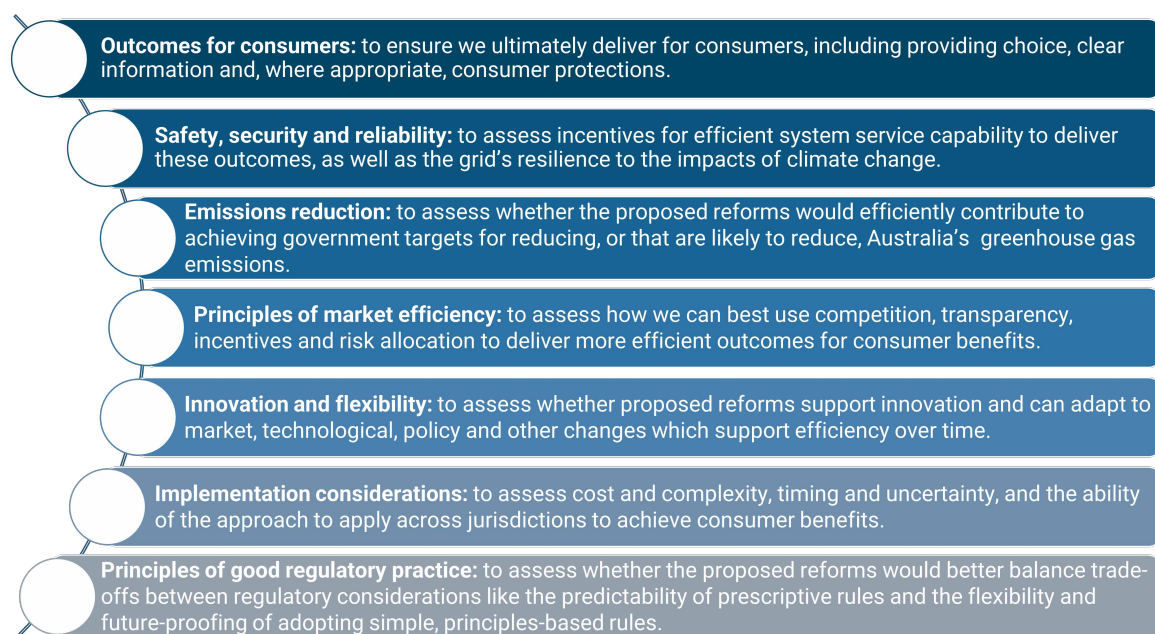 Outcomes for consumers: to ensure we ultimately deliver for consumers, including providing choice, clear
information and, where appropriate, consumer protections.
Safety, security and reliability: to assess incentives for efficient system service capability to deliver
these outcomes, as well as the grid's resilience to the impacts of climate change.
Emissions reduction: to assess whether the proposed reforms would efficiently contribute to
achieving government targets for reducing, or that are likely to reduce, Australia's  greenhouse gas
emissions.
Principles of market efficiency: to assess how we can best use competition, transparency,
incentives and risk allocation to deliver more efficient outcomes for consumer benefits.
Innovation and flexibility: to assess whether proposed reforms support innovation and can adapt to
market, technological, policy and other changes which support efficiency over time.
Implementation considerations: to assess cost and complexity, timing and uncertainty, and the ability
of the approach to apply across jurisdictions to achieve consumer benefits.
Principles of good regulatory practice: to assess whether the proposed reforms would better balance trade-
offs between regulatory considerations like the predictability of prescriptive rules and the flexibility and
future-proofing of adopting simple, principles-based rules.